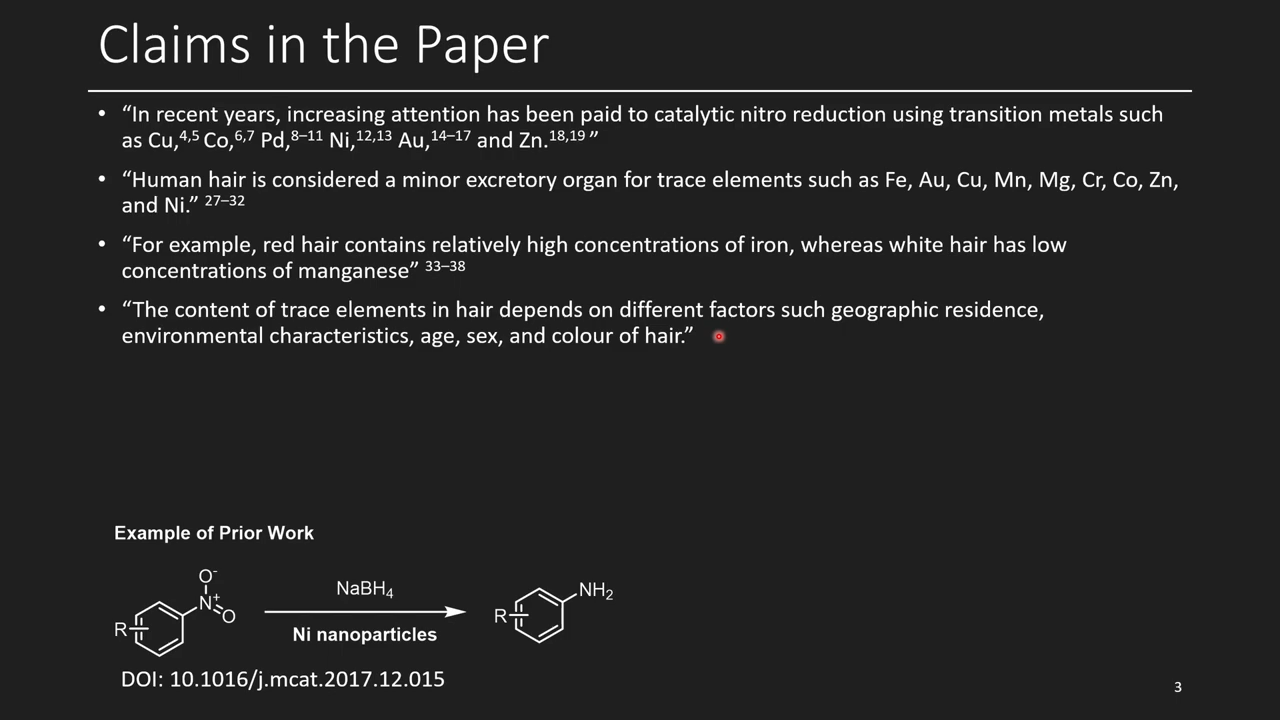 Claims in the Paper
• “In recent years, increasing attention has been paid to catalytic nitro reduction using transition metals such
as Cu,4,5 Co,6,7 Pd,8–11 Ni,12,13 Au,14–17 and Zn.18,19 ”
• “Human hair is considered a minor excretory organ for trace elements such as Fe, Au, Cu, Mn, Mg, Cr, Co, Zn,
and Ni.” 27–32
• “For example, red hair contains relatively high concentrations of iron, whereas white hair has low
concentrations of manganese” 33–38
• “The content of trace elements in hair depends on different factors such geographic residence,
environmental characteristics, age, sex, and colour of hair.”
Example of Prior Work
O-
N+
O
R
NaBH4
Ni nanoparticles
R
NH2
DOI: 10.1016/j.mcat.2017.12.015
3